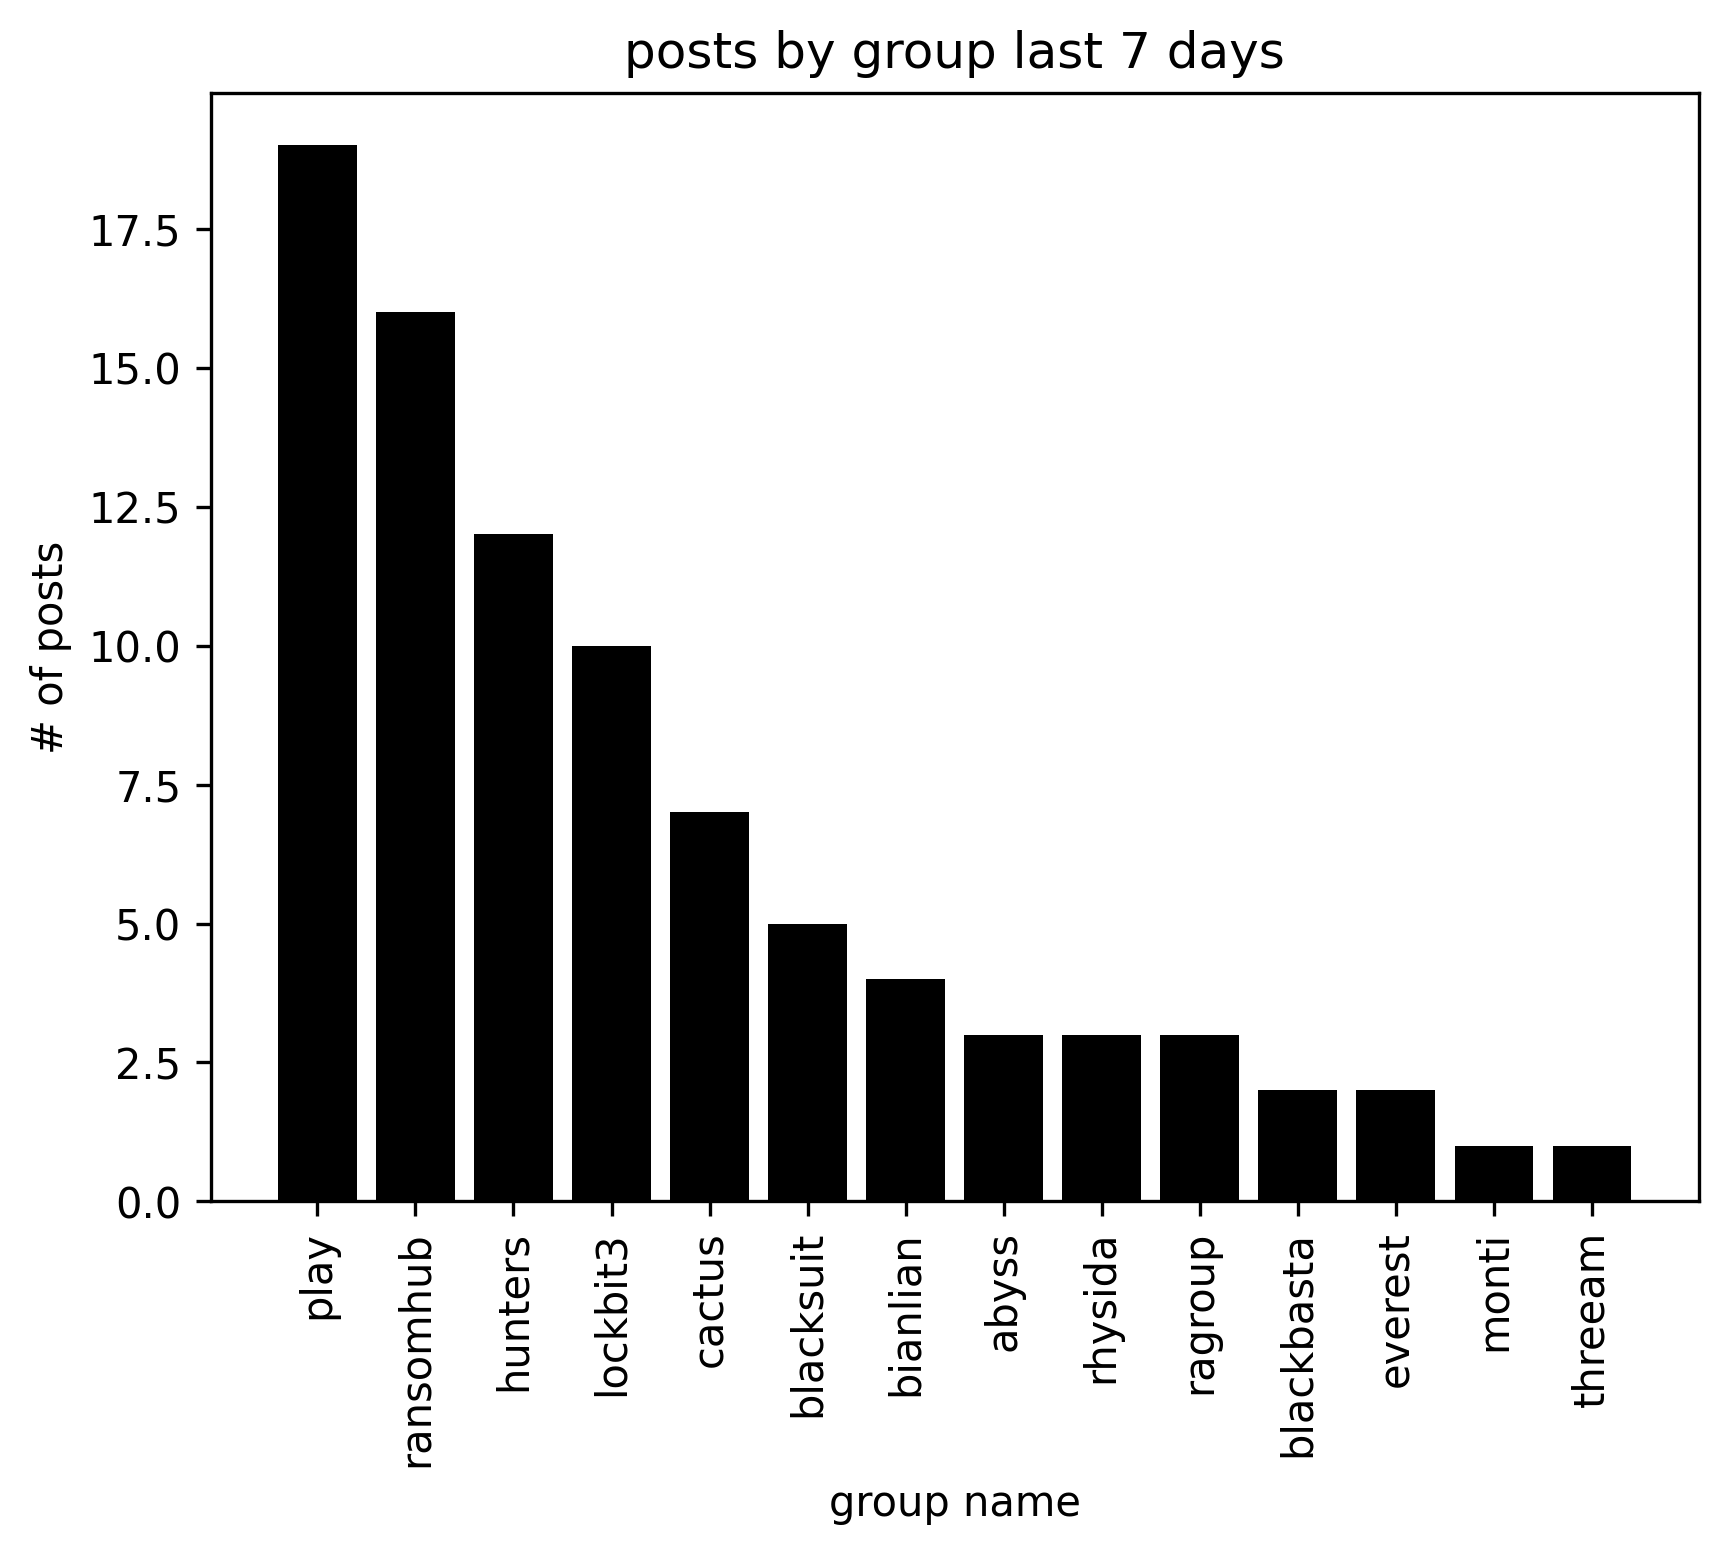 posts by group last 7 days
# of posts
17.5
15.0
12.5
10.0
7.5
5.0
2.5
0.0
play
ransomhub
hunters
lockbit3
cactus
blacksuit
bianlian
abyss
rhysida
ragroup
blackbasta
everest
monti
threeam
group name